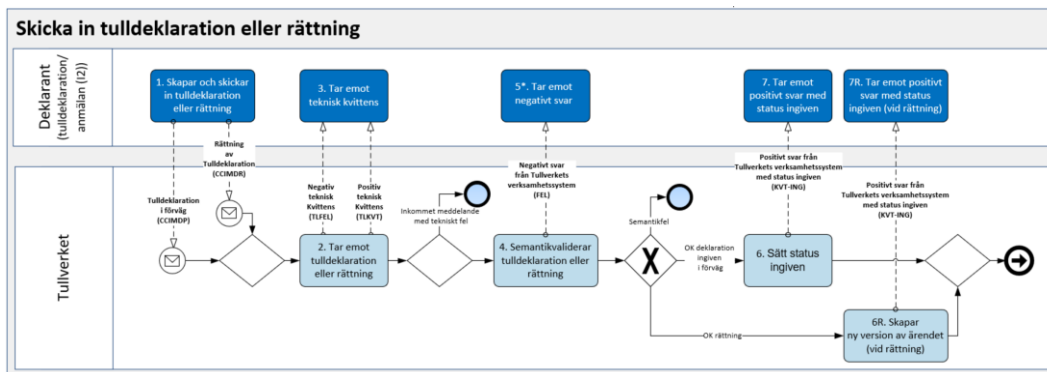 Skicka in tulldeklaration eller rättning
Deklarant
(tulldeklaration/
anmälan (I2))
1. Skapar och skickar
in tulldeklaration
eller rättning
3. Tar emot
teknisk kvittens
5*. Tar emot
negativt svar
7. Tar emot
positivt svar med
status ingiven
7R. Tar emot positivt
svar med status
ingiven (vid rättning)
Rättning
av
Tulldeklaration
(CCIMDR)
Tulldeklaration
i förväg
(CCIMDP)
Negativ
teknisk
Kvittens
(TLFEL)
Positiv
teknisk
Kvittens
(TLKVT)
Negativt svar
från Tullverkets
verksamhetssystem
(FEL)
Positivt svar från
Tullverkets verksamhetssystem
med status ingiven
(KVT-ING)
Positivt svar från
Tullverkets verksamhetssystem
med status ingiven
(KVT-ING)
Tullverket
2. Tar emot
tulldeklaration
eller rättning
Inkommet meddelande
med tekniskt fel
4. Semantikvaliderar
tulldeklaration eller
rättning
Semantikfel
X
OK deklaration
ingiven
i förväg
6. Sätt status
ingiven
OK rättning
6R. Skapar
ny version av ärendet
(vid rättning)